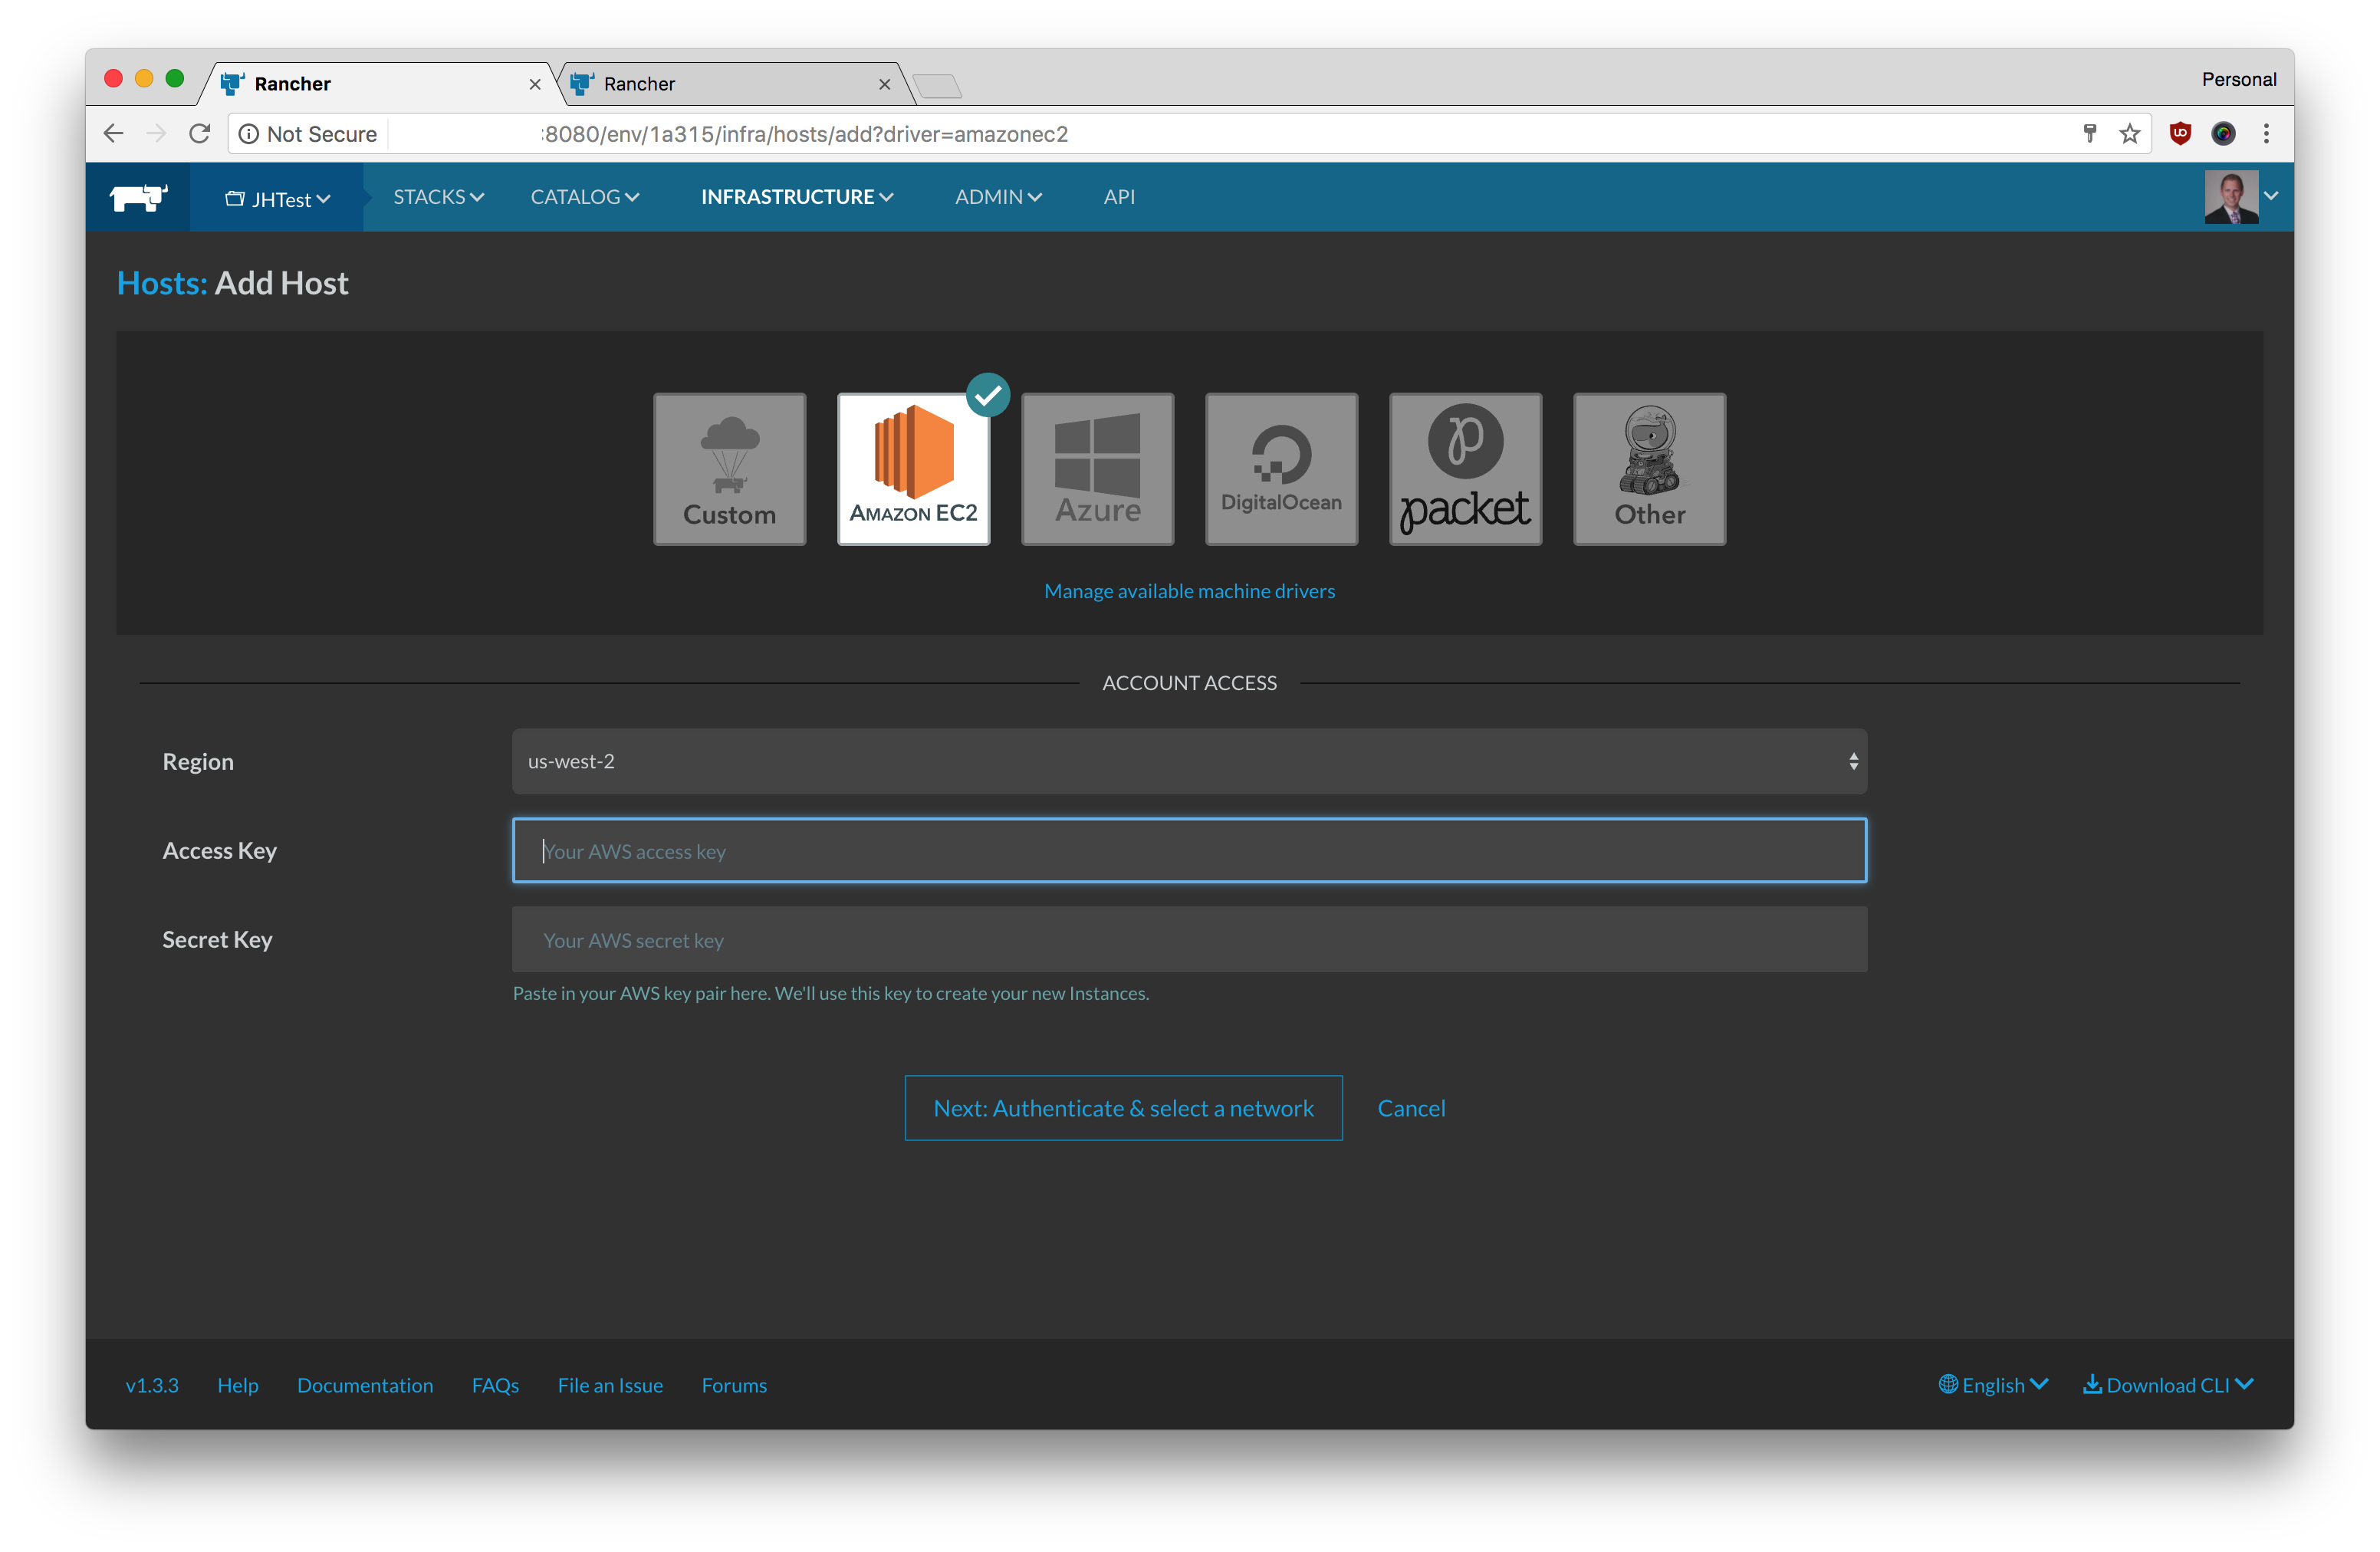 Rancher
Rancher
Personal
Not Secure
:8080/env/1a315/infra/hosts/add?driver=amazonec2
JHTest
STACKS
CATALOG
INFRASTRUCTURE
ADMIN
API
Hosts: Add Host
Custom
AMAZON EC2
Azure
DigitalOcean
packet
Other
Manage available machine drivers
ACCOUNT ACCESS
Region
us-west-2
Access Key
Your AWS access key
Secret Key
Your AWS secret key
Paste in your AWS key pair here. We'll use this key to create your new Instances.
Next: Authenticate & select a network
Cancel
v1.3.3
Help
Documentation
FAQs
File an Issue
Forums
English
Download CLI